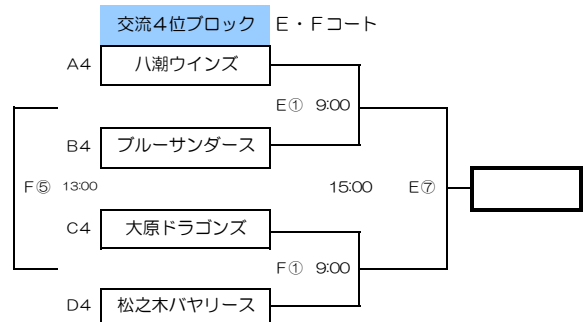 交流４位ブロック　Ｅ・Ｆコート
A4　八潮ウインズ
E①　9:00
B4　ブルーサンダース
F⑤　13:00　15:00　E⑦
C4　大原ドラゴンズ
F①　9:00
D4　松之木バヤリース